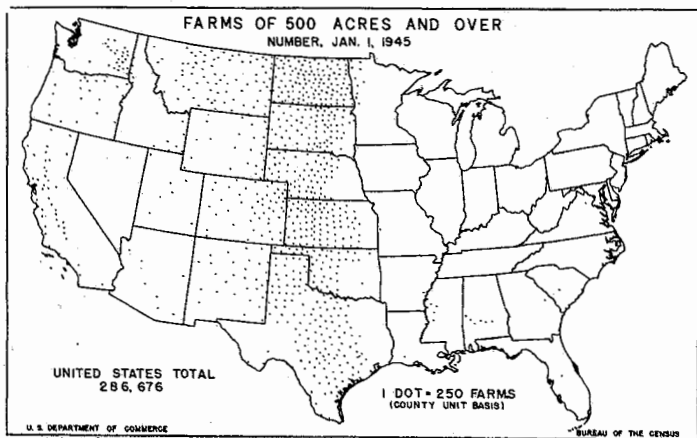 FARMS OF 500 ACRES AND OVER
NUMBER, JAN. 1, 1945
UNITED STATES TOTAL
286,676
1 DOT = 250 FARMS
(COUNTY UNIT BASIS)
U. S. DEPARTMENT OF COMMERCE
BUREAU OF THE CENSUS